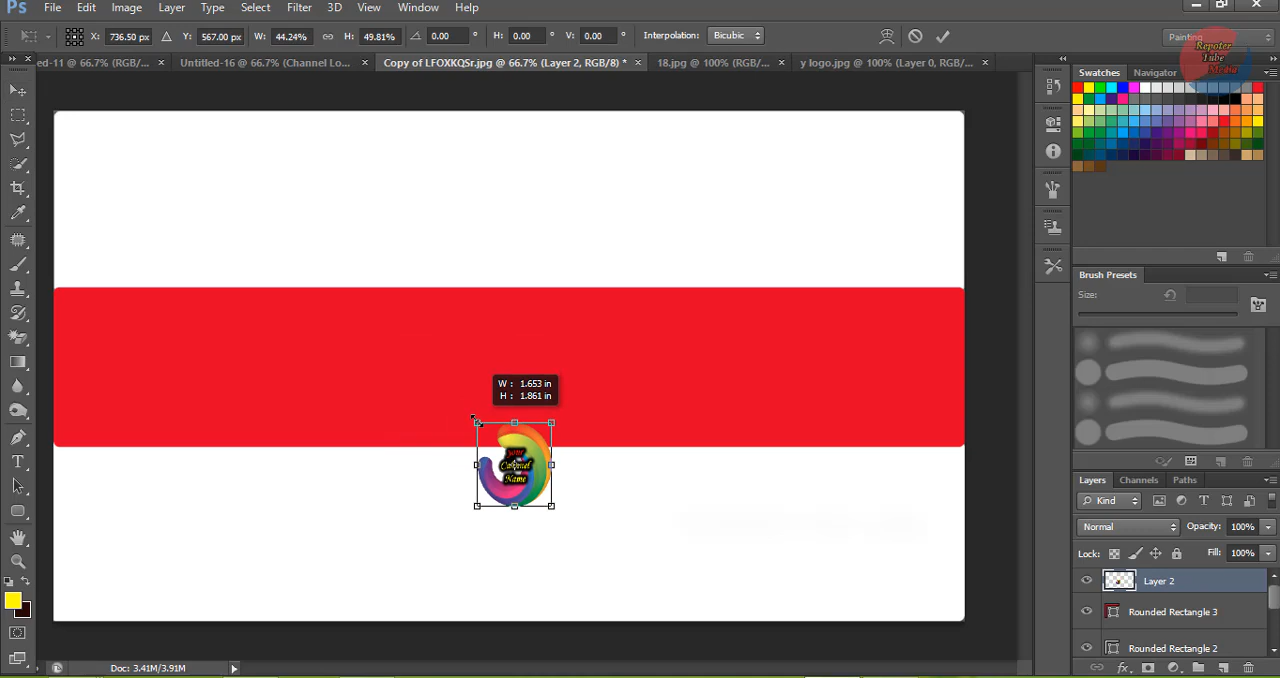 Ps File Edit Image Layer Type Select Filter 3D View Window Help
X: 736.50 px Y: 567.00 px W: 44.24% H: 49.81% 0.00 ° H: 0.00 ° V: 0.00 ° Interpolation: Bicubic Painting
Repoter
Tube
Media
ed-11 @ 66.7% (RGB/... × Untitled-16 @ 66.7% (Channel Lo... × Copy of LFOXKQSr.jpg @ 66.7% (Layer 2, RGB/8) * × 18.jpg @ 100% (RGB/... × y logo.jpg @ 100% (Layer 0, RGB/... ×
Swatches Navigator
Brush Presets
Size:
W : 1.653 in
H : 1.861 in
Your
Channel
Name
Layers Channels Paths
Kind
Normal Opacity: 100%
Lock: Fill: 100%
Layer 2
Rounded Rectangle 3
Rounded Rectangle 2
Doc: 3.41M/3.91M